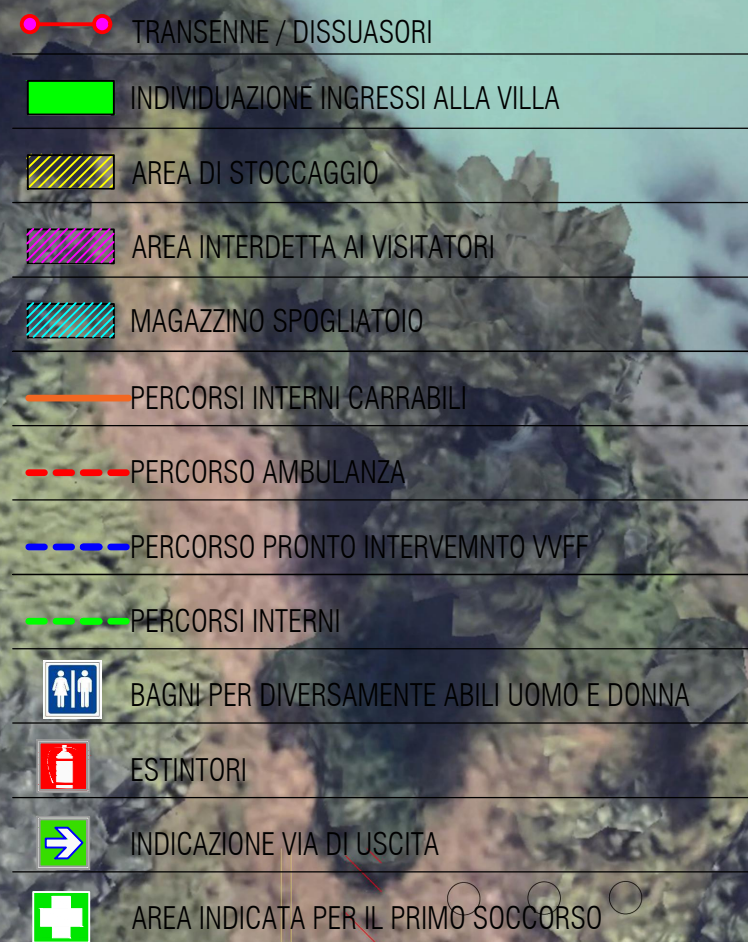 TRANSENNE / DISSUASORI
INDIVIDUAZIONE INGRESSI ALLA VILLA
AREA DI STOCCAGGIO
AREA INTERDETTA AI VISITATORI
MAGAZZINO SPOGLIATOIO
PERCORSI INTERNI CARRABILI
PERCORSO AMBULANZA
PERCORSO PRONTO INTERVEMNTO VVFF
PERCORSI INTERNI
BAGNI PER DIVERSAMENTE ABILI UOMO E DONNA
ESTINTORI
INDICAZIONE VIA DI USCITA
AREA INDICATA PER IL PRIMO SOCCORSO